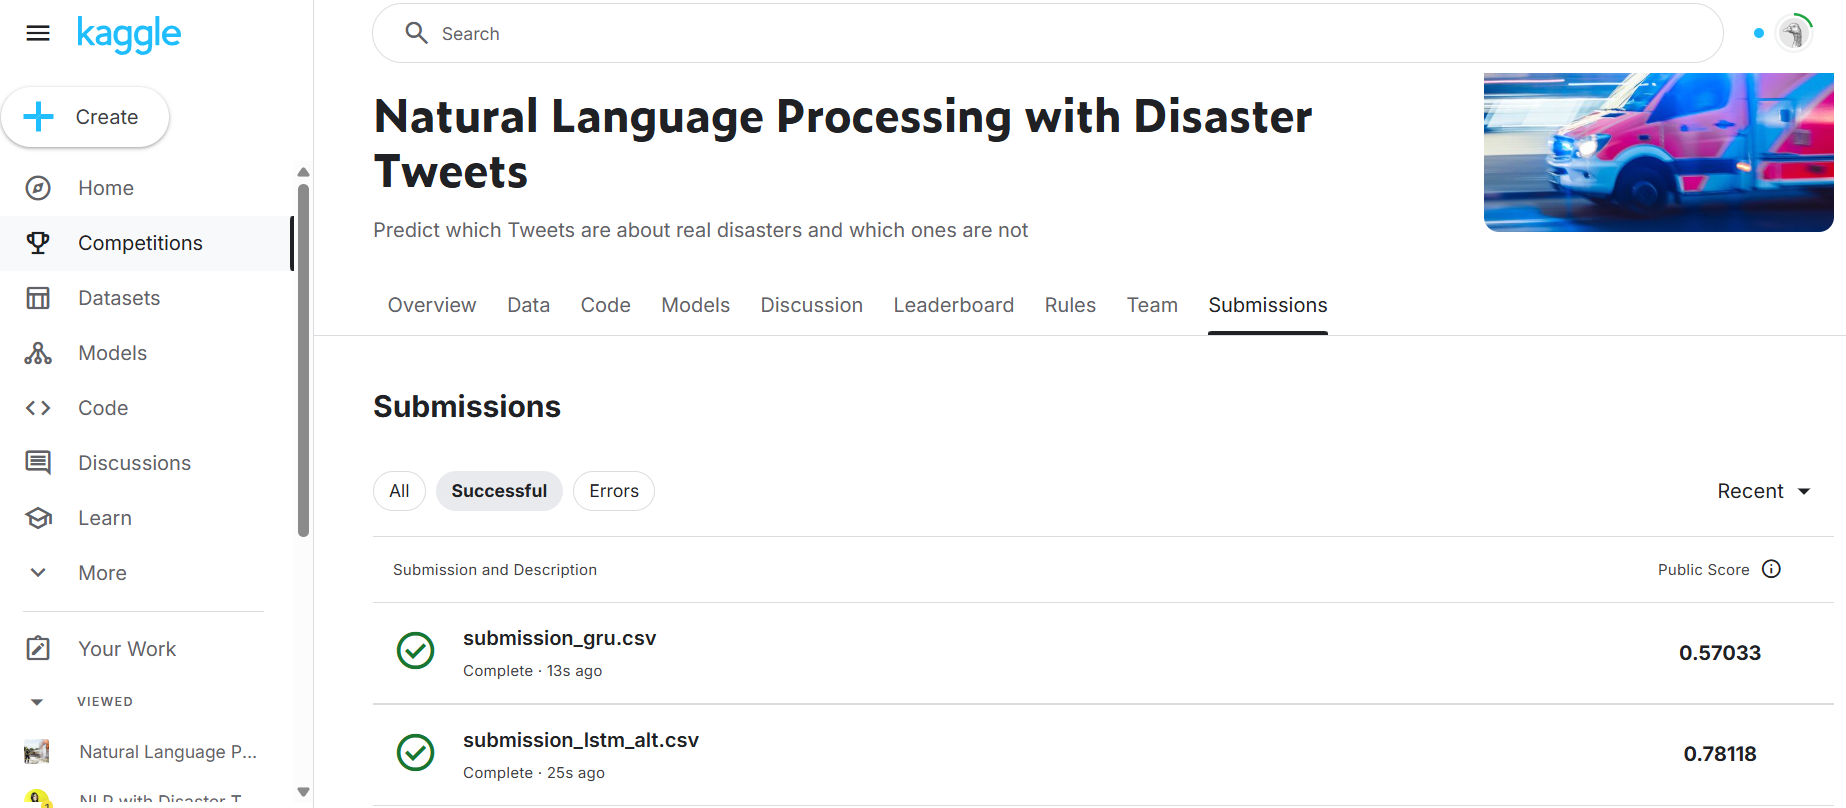 kaggle
Search
Create
Home
Competitions
Datasets
Models
Code
Discussions
Learn
More
Your Work
VIEWED
Natural Language P...
NLP with Disaster T
Natural Language Processing with Disaster
Tweets
Predict which Tweets are about real disasters and which ones are not
Overview Data Code Models Discussion Leaderboard Rules Team Submissions
Submissions
All Successful Errors Recent
Submission and Description Public Score
submission_gru.csv
Complete · 13s ago
0.57033
submission_lstm_alt.csv
Complete · 25s ago
0.78118